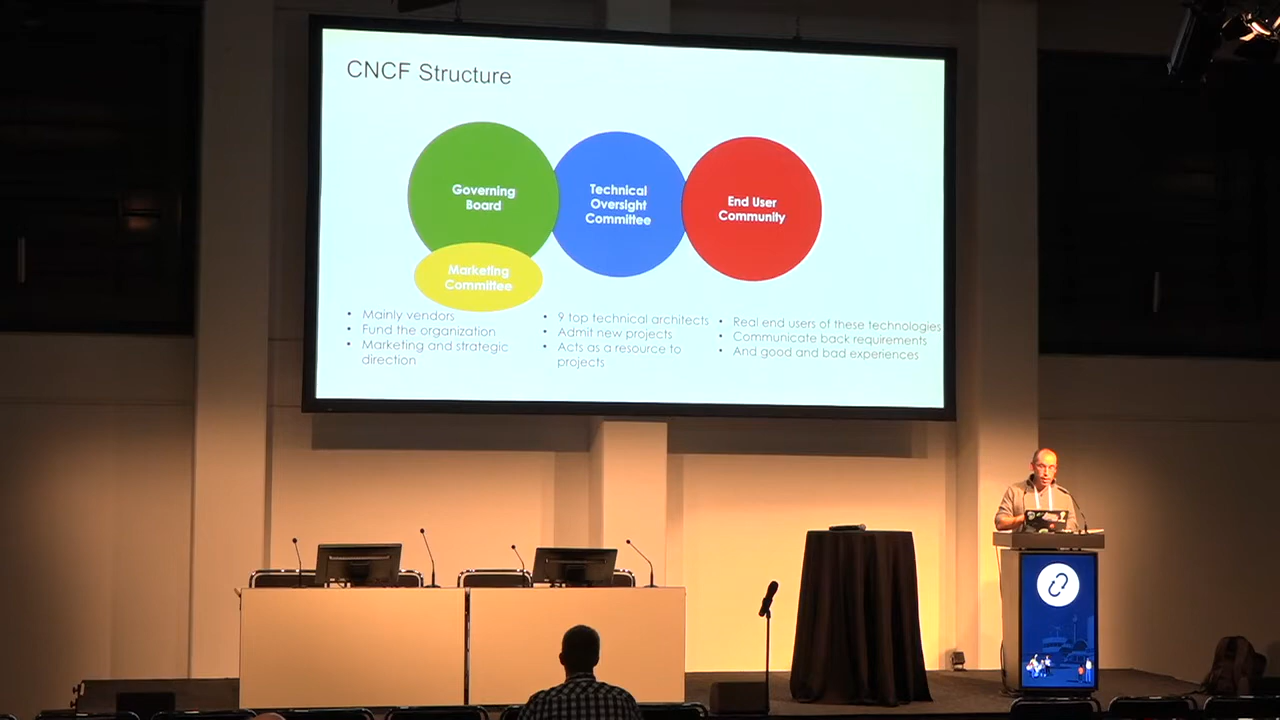 CNCF Structure
Governing
Board
Technical
Oversight
Committee
End User
Community
Marketing
Committee
• Mainly vendors
• Fund the organization
• Marketing and strategic
direction
• 9 top technical architects
• Admit new projects
• Acts as a resource to
projects
• Real end users of these technologies
• Communicate back requirements
• And good and bad experiences